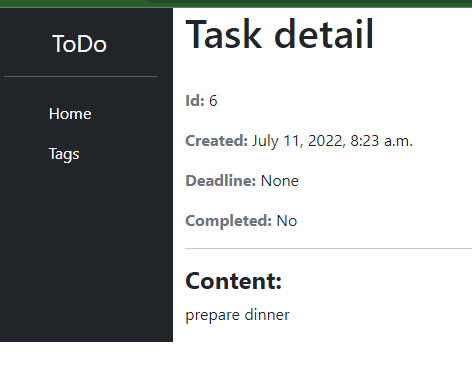 ToDo
Home
Tags
Task detail
Id: 6
Created: July 11, 2022, 8:23 a.m.
Deadline: None
Completed: No
Content:
prepare dinner